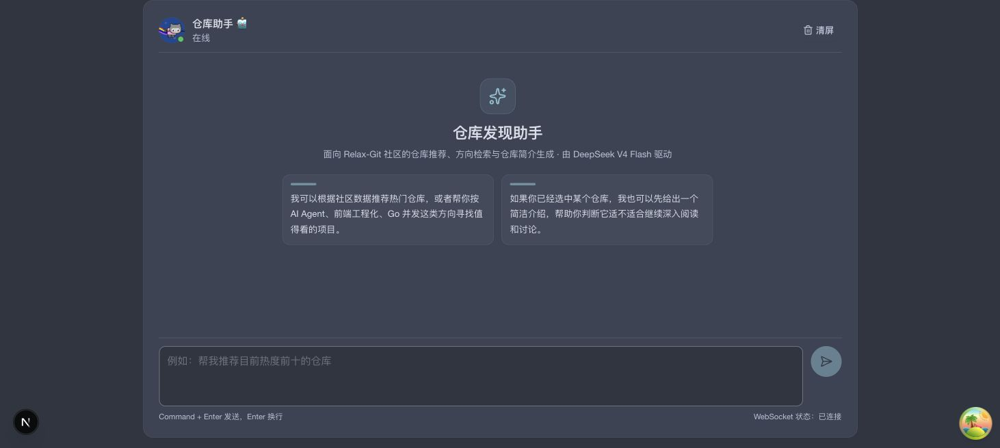 仓库助手
在线
清屏
仓库发现助手
面向 Relax-Git 社区的仓库推荐、方向检索与仓库简介生成 · 由 DeepSeek V4 Flash 驱动
我可以根据社区数据推荐热门仓库，或者帮你按
AI Agent、前端工程化、Go 并发这类方向寻找值
得看的项目。
如果你已经选中某个仓库，我也可以先给出一个
简洁介绍，帮助你判断它适不适合继续深入阅读
和讨论。
例如：帮我推荐目前热度前十的仓库
Command + Enter 发送，Enter 换行
WebSocket 状态：已连接
N